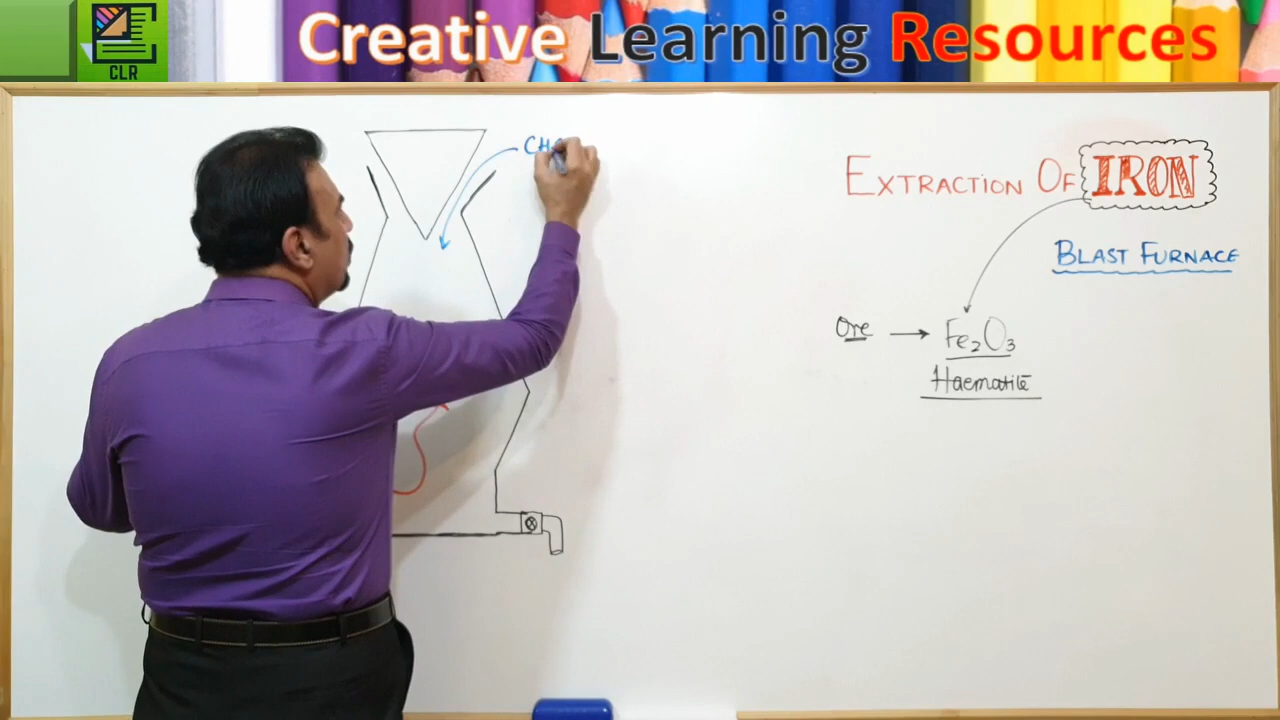 CLR
Creative Learning Resources
EXTRACTION OF IRON
BLAST FURNACE
Ore → Fe₂O₃
Haematite